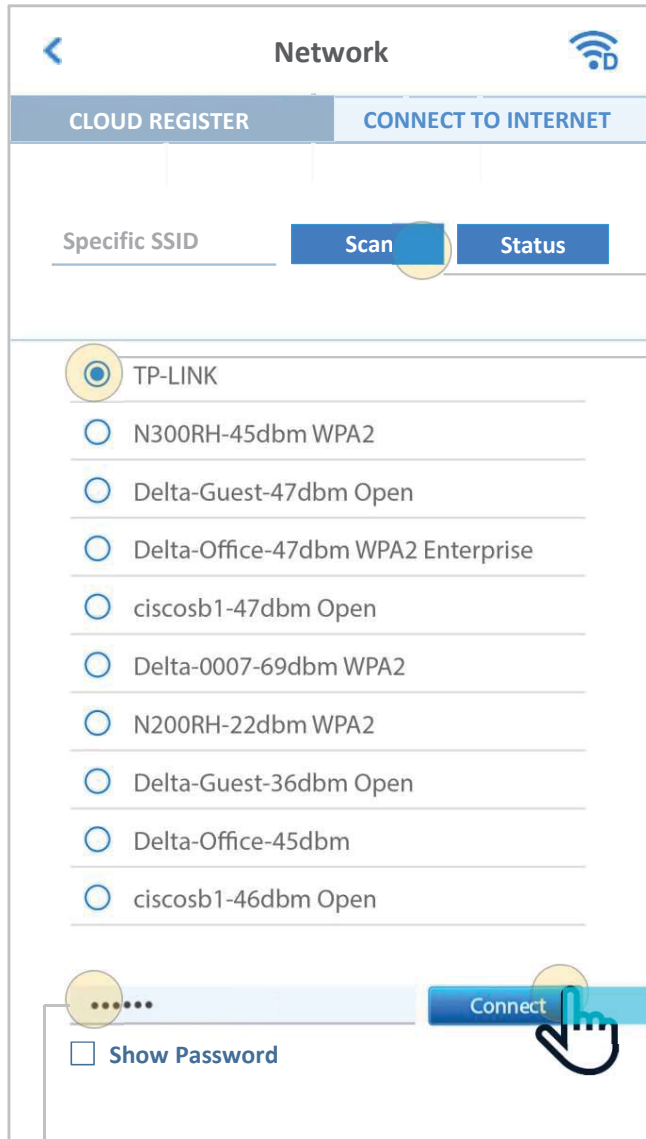 Network
D
CLOUD REGISTER CONNECT TO INTERNET
Specific SSID Scan Status
TP-LINK
N300RH-45dbm WPA2
Delta-Guest-47dbm Open
Delta-Office-47dbm WPA2 Enterprise
ciscosb1-47dbm Open
Delta-0007-69dbm WPA2
N200RH-22dbm WPA2
Delta-Guest-36dbm Open
Delta-Office-45dbm
ciscosb1-46dbm Open
•••••• Connect
Show Password